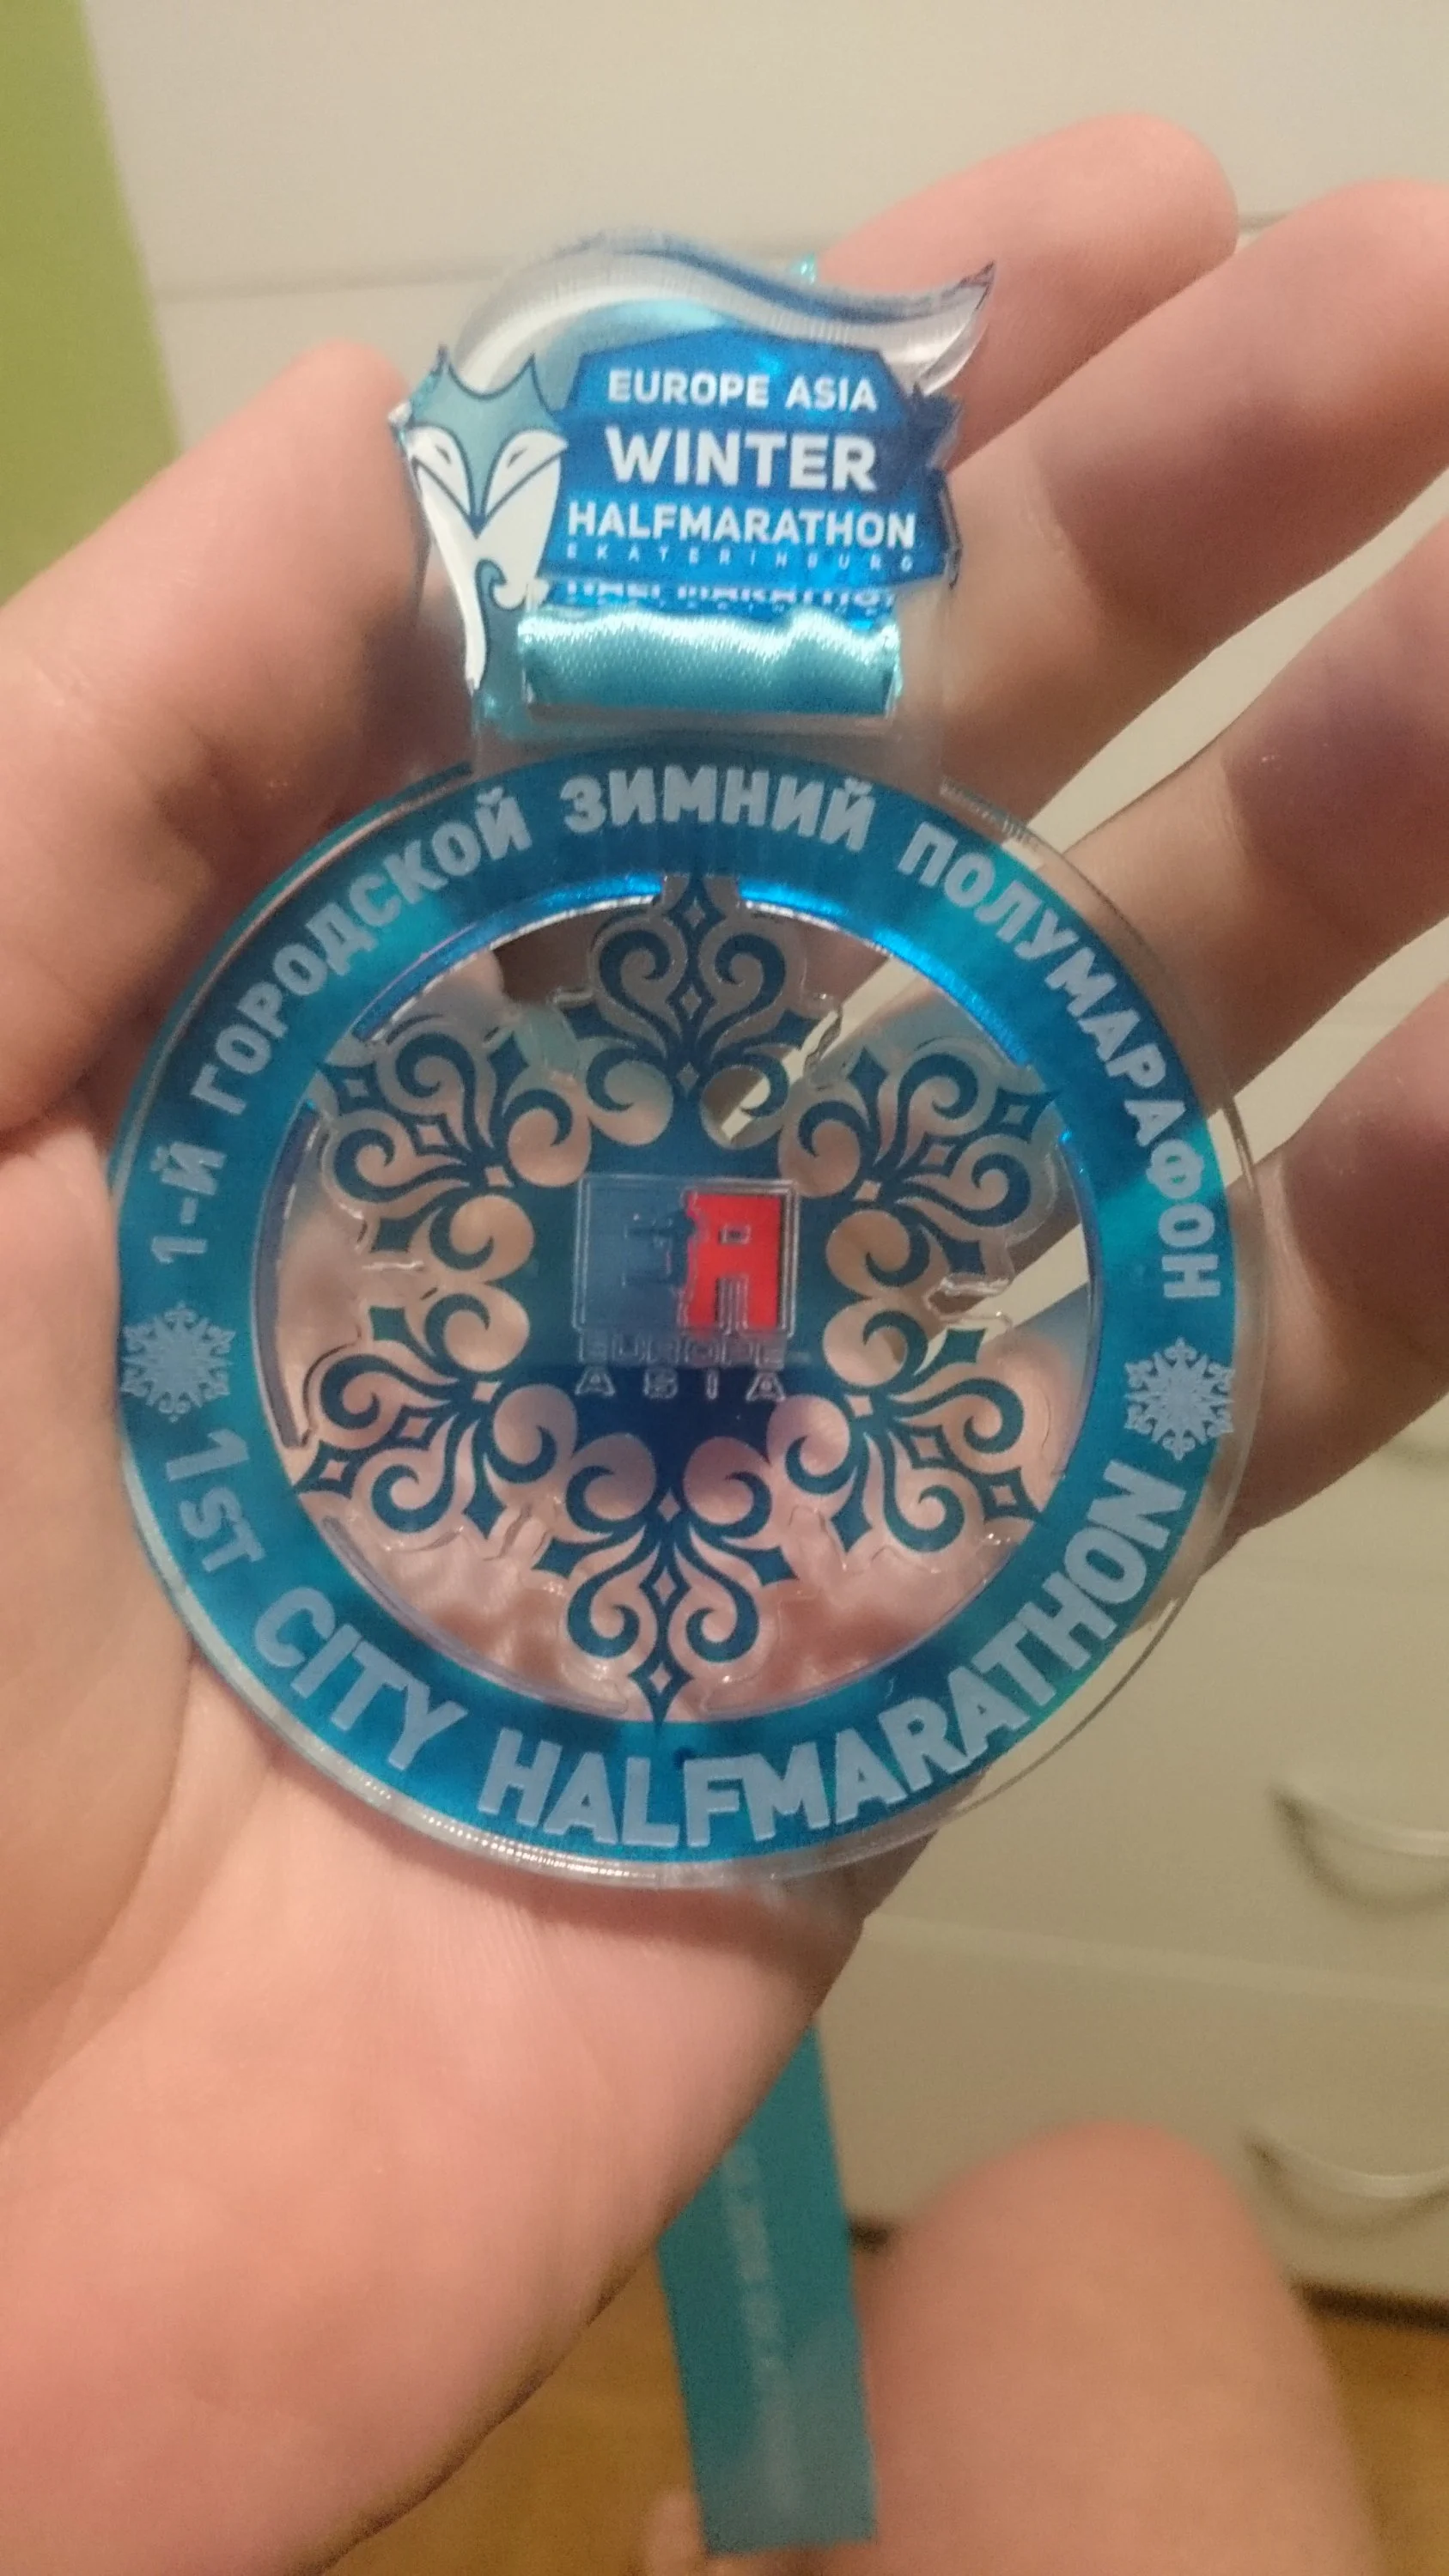 EUROPE ASIA
WINTER
HALFMARATHON
EKATERINBURG
1-Й ГОРОДСКОЙ ЗИМНИЙ ПОЛУМАРАФОН
EA
EUROPE
ASIA
1ST CITY HALFMARATHON